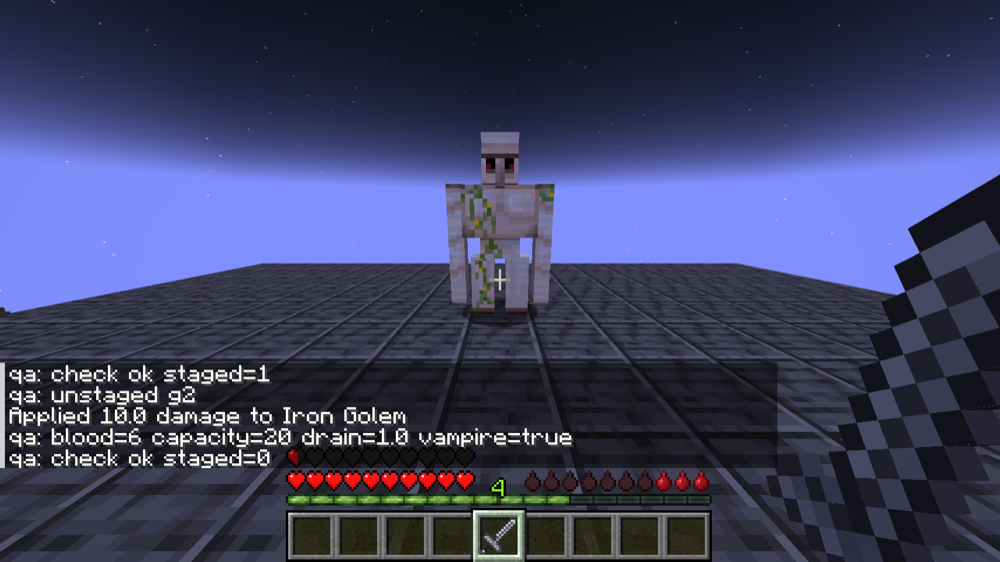 qa: check ok staged=1
qa: unstaged g2
Applied 10.0 damage to Iron Golem
qa: blood=6 capacity=20 drain=1.0 vampire=true
qa: check ok staged=0
4